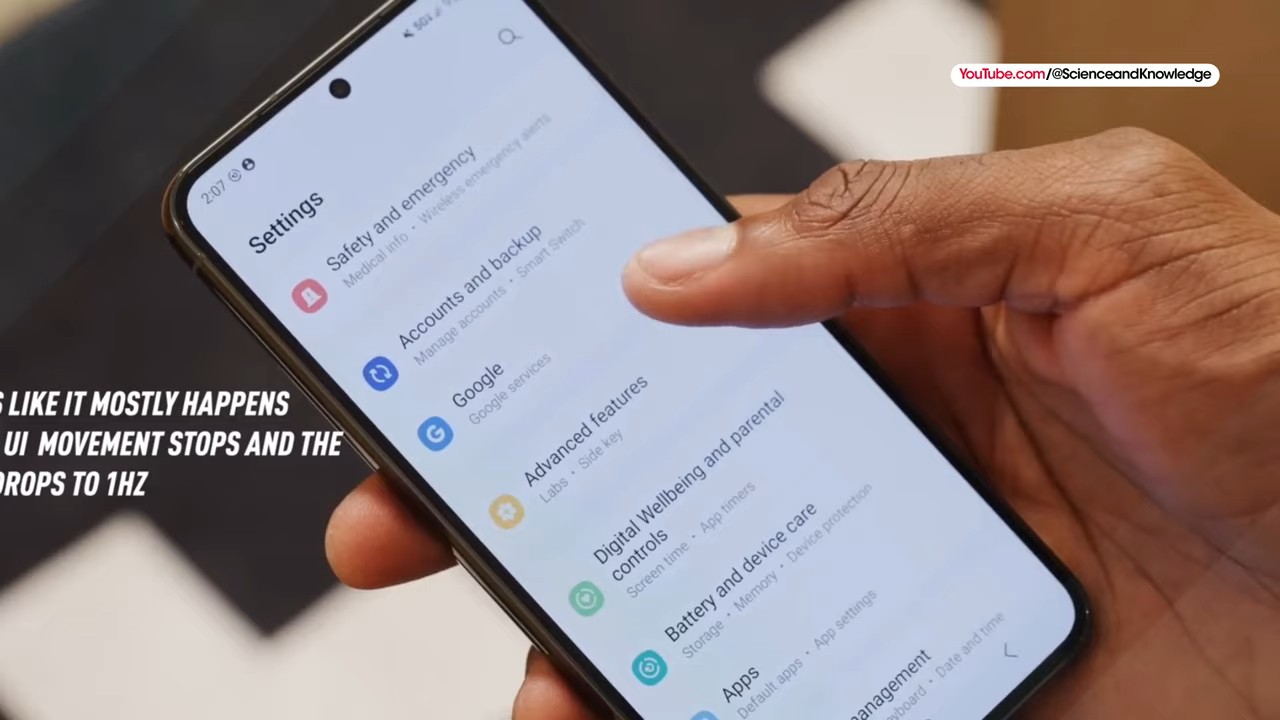 YouTube.com/@ScienceandKnowledge
2:07
Settings
Safety and emergency
Medical info • Wireless emergency alerts
Accounts and backup
Manage accounts • Smart Switch
Google
Google services
Advanced features
Labs • Side key
Digital Wellbeing and parental
controls
Screen time • App timers
Battery and device care
Storage • Memory • Device protection
Apps
Default apps • App settings
management
Date and time
LIKE IT MOSTLY HAPPENS
UI MOVEMENT STOPS AND THE
DROPS TO 1HZ